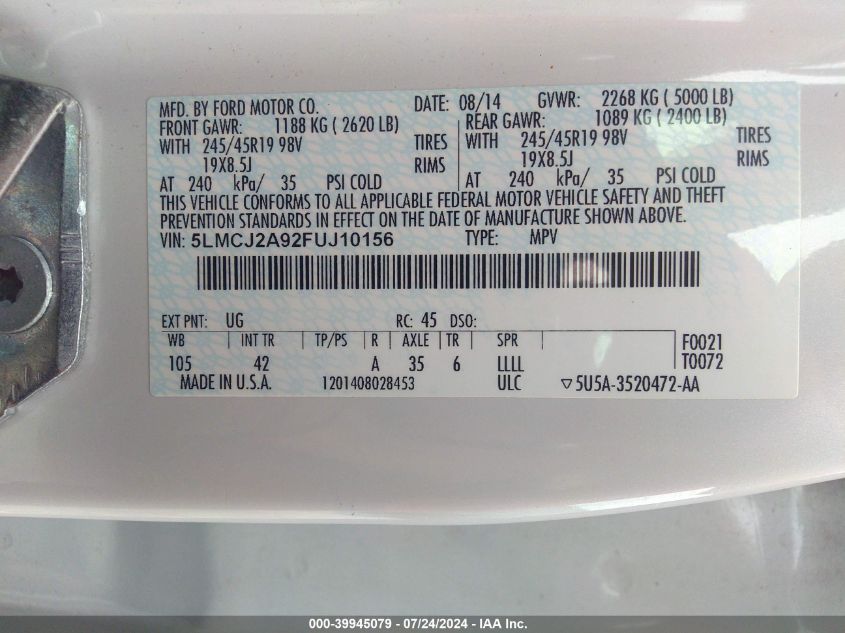 MFD. BY FORD MOTOR CO. DATE: 08/14 GVWR: 2268 KG ( 5000 LB)
FRONT GAWR: 1188 KG ( 2620 LB) REAR GAWR: 1089 KG ( 2400 LB)
WITH 245/45R19 98V TIRES WITH 245/45R19 98V TIRES
19X8.5J RIMS 19X8.5J RIMS
AT 240 kPa/ 35 PSI COLD AT 240 kPa/ 35 PSI COLD
THIS VEHICLE CONFORMS TO ALL APPLICABLE FEDERAL MOTOR VEHICLE SAFETY AND THEFT
PREVENTION STANDARDS IN EFFECT ON THE DATE OF MANUFACTURE SHOWN ABOVE.
VIN: 5LMCJ2A92FUJ10156 TYPE: MPV
EXT PNT: UG RC: 45 DSO:
WB INT TR TP/PS R AXLE TR SPR F0021
105 42 A 35 6 LLLL T0072
MADE IN U.S.A. 1201408028453 ULC ▽5U5A-3520472-AA
000-39945079 - 07/24/2024 - IAA Inc.